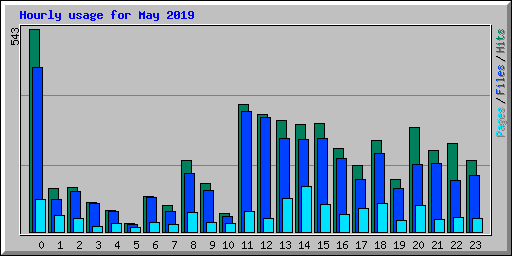 Hourly usage for May 2019
543
Pages/Files/Hits
0 1 2 3 4 5 6 7 8 9 10 11 12 13 14 15 16 17 18 19 20 21 22 23